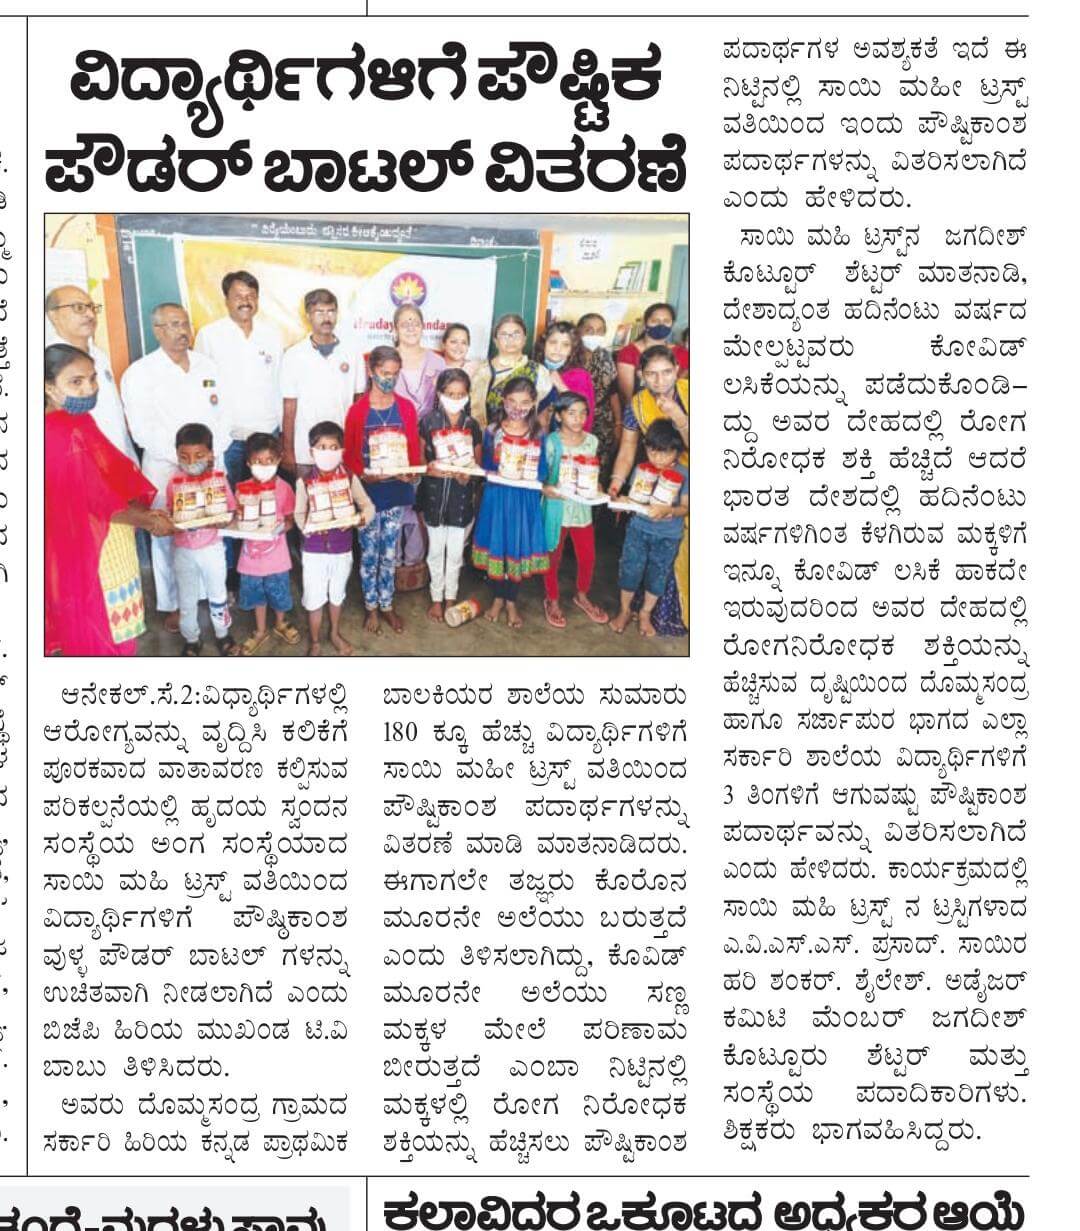 ವಿದ್ಯಾರ್ಥಿಗಳಿಗೆ ಪೌಷ್ಟಿಕ
ಪೌಡರ್ ಬಾಟಲ್ ವಿತರಣೆ
ಆನೇಕಲ್.ಸೆ.2:ವಿಧ್ಯಾರ್ಥಿಗಳಲ್ಲಿ
ಆರೋಗ್ಯವನ್ನು ವೃದ್ದಿಸಿ ಕಲಿಕೆಗೆ
ಪೂರಕವಾದ ವಾತಾವರಣ ಕಲ್ಪಿಸುವ
ಪರಿಕಲ್ಪನೆಯಲ್ಲಿ ಹೃದಯ ಸ್ಪಂದನ
ಸಂಸ್ಥೆಯ ಅಂಗ ಸಂಸ್ಥೆಯಾದ
ಸಾಯಿ ಮಹಿ ಟ್ರಸ್ಟ್ ವತಿಯಿಂದ
ವಿದ್ಯಾರ್ಥಿಗಳಿಗೆ ಪೌಷ್ಠಿಕಾಂಶ
ವುಳ್ಳ ಪೌಡರ್ ಬಾಟಲ್ ಗಳನ್ನು
ಉಚಿತವಾಗಿ ನೀಡಲಾಗಿದೆ ಎಂದು
ಬಿಜೆಪಿ ಹಿರಿಯ ಮುಖಂಡ ಟಿ.ವಿ
ಬಾಬು ತಿಳಿಸಿದರು.
ಅವರು ದೊಮ್ಮಸಂದ್ರ ಗ್ರಾಮದ
ಸರ್ಕಾರಿ ಹಿರಿಯ ಕನ್ನಡ ಪ್ರಾಥಮಿಕ
ಬಾಲಕಿಯರ ಶಾಲೆಯ ಸುಮಾರು
180 ಕ್ಕೂ ಹೆಚ್ಚು ವಿದ್ಯಾರ್ಥಿಗಳಿಗೆ
ಸಾಯಿ ಮಹೀ ಟ್ರಸ್ಟ್ ವತಿಯಿಂದ
ಪೌಷ್ಟಿಕಾಂಶ ಪದಾರ್ಥಗಳನ್ನು
ವಿತರಣೆ ಮಾಡಿ ಮಾತನಾಡಿದರು.
ಈಗಾಗಲೇ ತಜ್ಞರು ಕೊರೊನ
ಮೂರನೇ ಅಲೆಯು ಬರುತ್ತದೆ
ಎಂದು ತಿಳಿಸಲಾಗಿದ್ದು, ಕೊವಿಡ್
ಮೂರನೇ ಅಲೆಯು ಸಣ್ಣ
ಮಕ್ಕಳ ಮೇಲೆ ಪರಿಣಾಮ
ಬೀರುತ್ತದೆ ಎಂಬಾ ನಿಟ್ಟಿನಲ್ಲಿ
ಮಕ್ಕಳಲ್ಲಿ ರೋಗ ನಿರೋಧಕ
ಶಕ್ತಿಯನ್ನು ಹೆಚ್ಚಿಸಲು ಪೌಷ್ಟಿಕಾಂಶ
ಪದಾರ್ಥಗಳ ಅವಶ್ಯಕತೆ ಇದೆ ಈ
ನಿಟ್ಟಿನಲ್ಲಿ ಸಾಯಿ ಮಹೀ ಟ್ರಸ್ಟ್
ವತಿಯಿಂದ ಇಂದು ಪೌಷ್ಟಿಕಾಂಶ
ಪದಾರ್ಥಗಳನ್ನು ವಿತರಿಸಲಾಗಿದೆ
ಎಂದು ಹೇಳಿದರು.
ಸಾಯಿ ಮಹಿ ಟ್ರಸ್ಟ್‌ನ ಜಗದೀಶ್
ಕೊಟ್ಟೂರ್ ಶೆಟ್ಟರ್ ಮಾತನಾಡಿ,
ದೇಶಾದ್ಯಂತ ಹದಿನೆಂಟು ವರ್ಷದ
ಮೇಲ್ಪಟ್ಟವರು ಕೋವಿಡ್
ಲಸಿಕೆಯನ್ನು ಪಡೆದುಕೊಂಡಿ–
ದ್ದು ಅವರ ದೇಹದಲ್ಲಿ ರೋಗ
ನಿರೋಧಕ ಶಕ್ತಿ ಹೆಚ್ಚಿದೆ ಆದರೆ
ಭಾರತ ದೇಶದಲ್ಲಿ ಹದಿನೆಂಟು
ವರ್ಷಗಳಿಗಿಂತ ಕೆಳಗಿರುವ ಮಕ್ಕಳಿಗೆ
ಇನ್ನೂ ಕೋವಿಡ್ ಲಸಿಕೆ ಹಾಕದೇ
ಇರುವುದರಿಂದ ಅವರ ದೇಹದಲ್ಲಿ
ರೋಗನಿರೋಧಕ ಶಕ್ತಿಯನ್ನು
ಹೆಚ್ಚಿಸುವ ದೃಷ್ಟಿಯಿಂದ ದೊಮ್ಮಸಂದ್ರ
ಹಾಗೂ ಸರ್ಜಾಪುರ ಭಾಗದ ಎಲ್ಲಾ
ಸರ್ಕಾರಿ ಶಾಲೆಯ ವಿದ್ಯಾರ್ಥಿಗಳಿಗೆ
3 ತಿಂಗಳಿಗೆ ಆಗುವಷ್ಟು ಪೌಷ್ಟಿಕಾಂಶ
ಪದಾರ್ಥವನ್ನು ವಿತರಿಸಲಾಗಿದೆ
ಎಂದು ಹೇಳಿದರು. ಕಾರ್ಯಕ್ರಮದಲ್ಲಿ
ಸಾಯಿ ಮಹಿ ಟ್ರಸ್ಟ್ ನ ಟ್ರಸ್ಟಿಗಳಾದ
ಎ.ವಿ.ಎಸ್.ಎಸ್. ಪ್ರಸಾದ್. ಸಾಯಿರ
ಹರಿ ಶಂಕರ್. ಶೈಲೇಶ್. ಅಡೈಜರ್
ಕಮಿಟಿ ಮೆಂಬರ್ ಜಗದೀಶ್
ಕೊಟ್ಟೂರು ಶೆಟ್ಟರ್ ಮತ್ತು
ಸಂಸ್ಥೆಯ ಪದಾದಿಕಾರಿಗಳು.
ಶಿಕ್ಷಕರು ಭಾಗವಹಿಸಿದ್ದರು.
ಕಲಾವಿದರ ಒಕೂಟದ ಅಧ್ಯಕ್ಷರ ಆಯ್ಕೆ